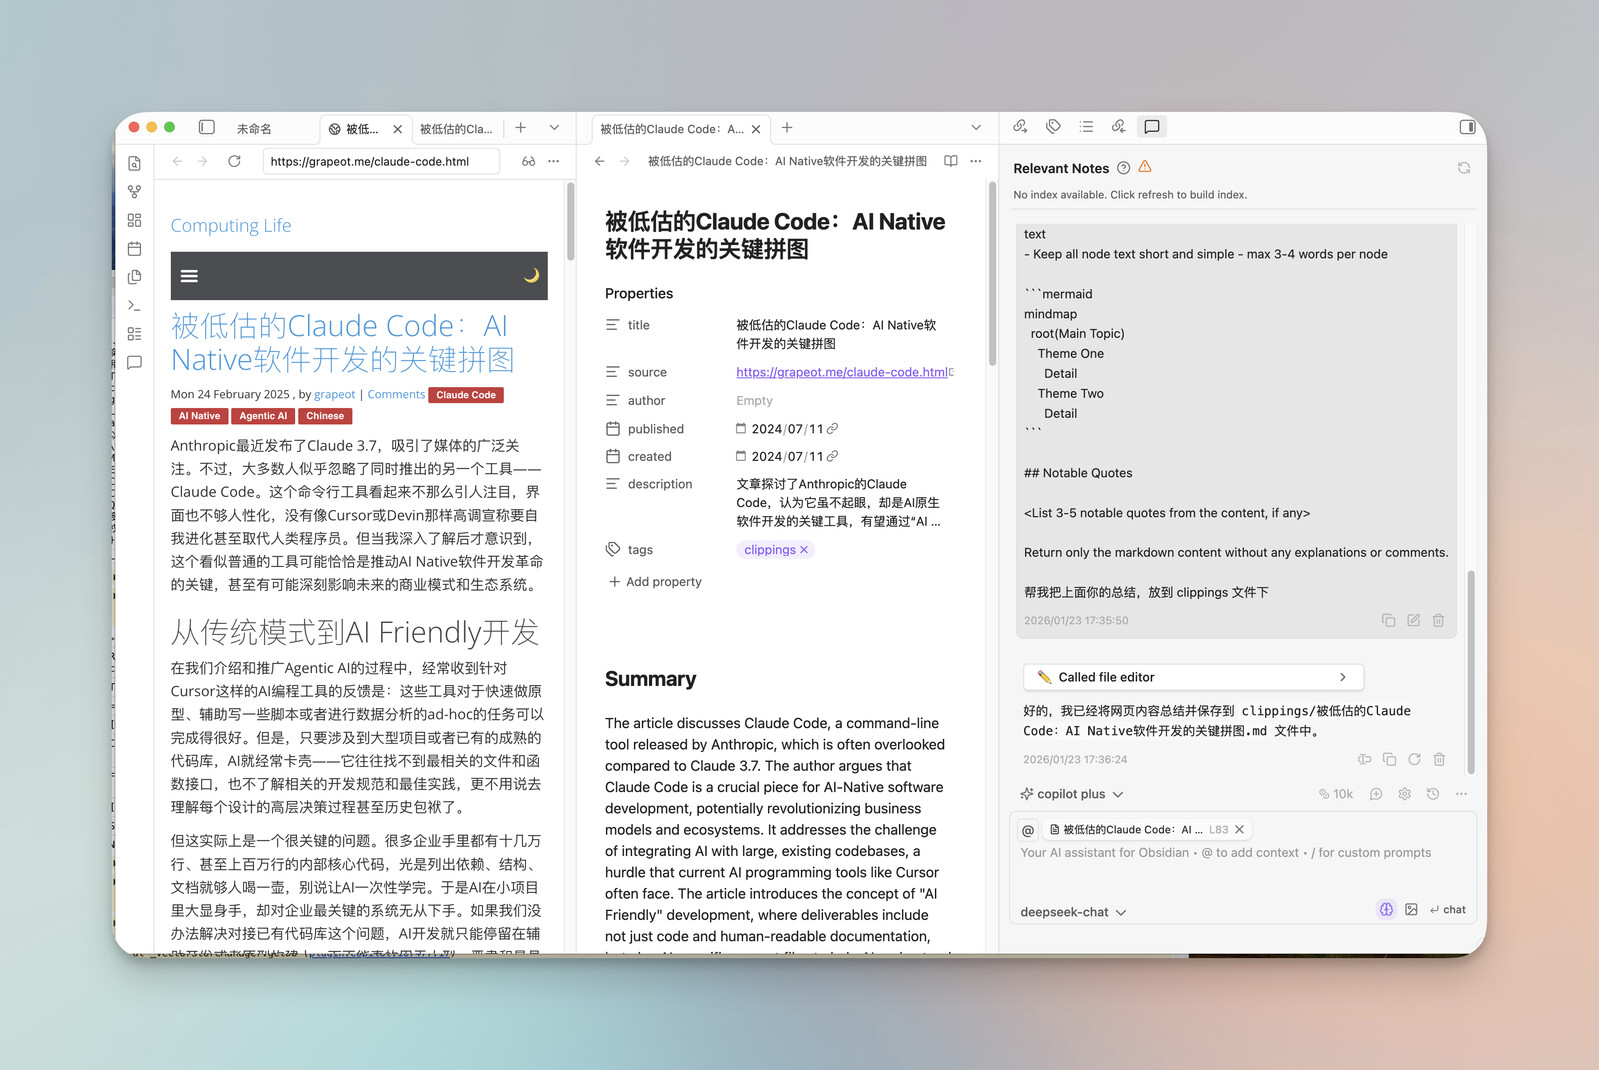 未命名
被低...
被低估的Cla...
https://grapeot.me/claude-code.html
Computing Life
被低估的Claude Code：AI
Native软件开发的关键拼图
Mon 24 February 2025 , by grapeot | Comments Claude Code
AI Native Agentic AI Chinese
Anthropic最近发布了Claude 3.7，吸引了媒体的广泛关
注。不过，大多数人似乎忽略了同时推出的另一个工具——
Claude Code。这个命令行工具看起来不那么引人注目，界
面也不够人性化，没有像Cursor或Devin那样高调宣称要自
我进化甚至取代人类程序员。但当我深入了解后才意识到，
这个看似普通的工具可能恰恰是推动AI Native软件开发革命
的关键，甚至有可能深刻影响未来的商业模式和生态系统。
从传统模式到AI Friendly开发
在我们介绍和推广Agentic AI的过程中，经常收到针对
Cursor这样的AI编程工具的反馈是：这些工具对于快速做原
型、辅助写一些脚本或者进行数据分析的ad-hoc的任务可以
完成得很好。但是，只要涉及到大型项目或者已有的成熟的
代码库，AI就经常卡壳——它往往找不到最相关的文件和函
数接口，也不了解相关的开发规范和最佳实践，更不用说去
理解每个设计的高层决策过程甚至历史包袱了。
但这实际上是一个很关键的问题。很多企业手里都有十几万
行、甚至上百万行的内部核心代码，光是列出依赖、结构、
文档就够人喝一壶，别说让AI一次性学完。于是AI在小项目
里大显身手，却对企业最关键的系统无从下手。如果我们没
办法解决对接已有代码库这个问题，AI开发就只能停留在辅
被低估的Claude Code：A...
被低估的Claude Code：AI Native软件开发的关键拼图
被低估的Claude Code：AI Native
软件开发的关键拼图
Properties
title
被低估的Claude Code：AI Native软
件开发的关键拼图
source
https://grapeot.me/claude-code.html
author
Empty
published
2024/07/11
created
2024/07/11
description
文章探讨了Anthropic的Claude
Code，认为它虽不起眼，却是AI原生
软件开发的关键工具，有望通过“AI ...
tags
clippings
Add property
Summary
The article discusses Claude Code, a command-line
tool released by Anthropic, which is often overlooked
compared to Claude 3.7. The author argues that
Claude Code is a crucial piece for AI-Native software
development, potentially revolutionizing business
models and ecosystems. It addresses the challenge
of integrating AI with large, existing codebases, a
hurdle that current AI programming tools like Cursor
often face. The article introduces the concept of "AI
Friendly" development, where deliverables include
not just code and human-readable documentation,
Relevant Notes
No index available. Click refresh to build index.
text
- Keep all node text short and simple - max 3-4 words per node
```mermaid
mindmap
root(Main Topic)
Theme One
Detail
Theme Two
Detail
```
## Notable Quotes
<List 3-5 notable quotes from the content, if any>
Return only the markdown content without any explanations or comments.
帮我把上面你的总结，放到 clippings 文件下
2026/01/23 17:35:50
Called file editor
好的，我已经将网页内容总结并保存到 clippings/被低估的Claude
Code：AI Native软件开发的关键拼图.md 文件中。
2026/01/23 17:36:24
copilot plus
10k
@
被低估的Claude Code：AI ... L83
Your AI assistant for Obsidian • @ to add context • / for custom prompts
deepseek-chat
chat